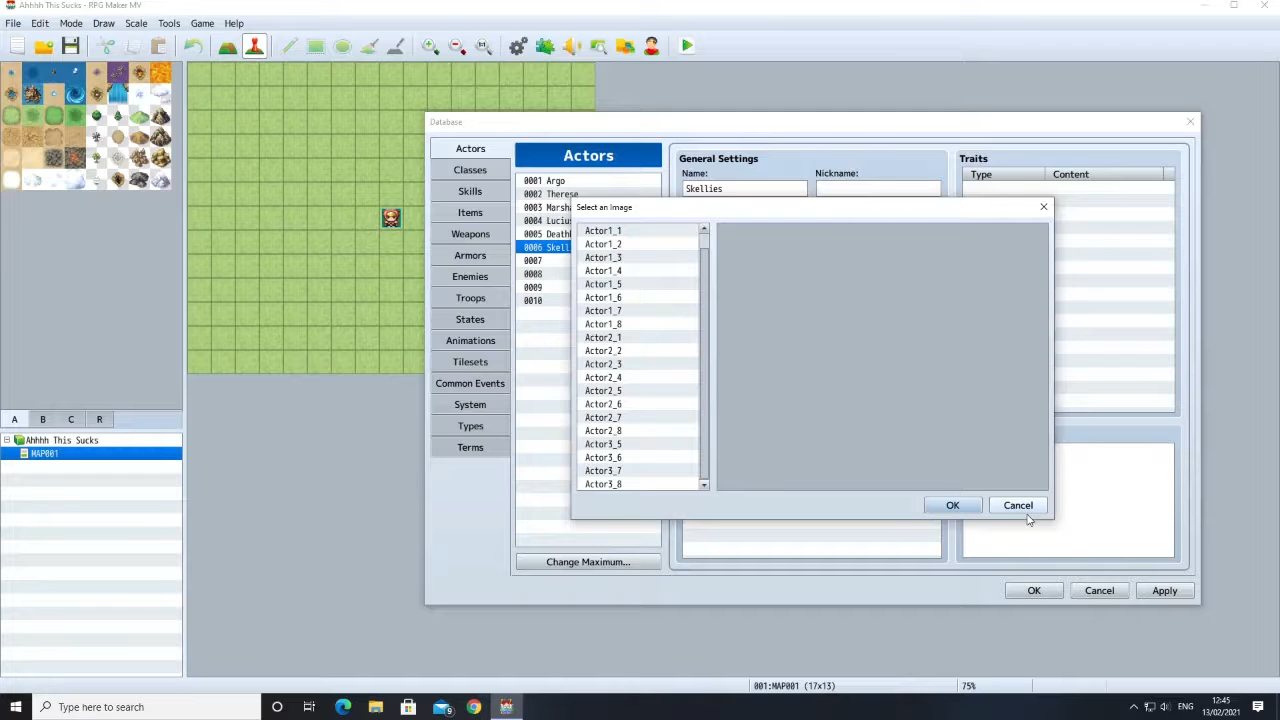 Ahhhh This Sucks - RPG Maker MV
File Edit Mode Draw Scale Tools Game Help
Database
Actors
Classes
Skills
Items
Weapons
Armors
Enemies
Troops
States
Animations
Tilesets
Common Events
System
Types
Terms
Actors
0001 Argo
0002 Therese
0003 Marsha
0004 Lucius
0005 Death
0006 Skell
0007
0008
0009
0010
Change Maximum...
General Settings
Name:
Skellies
Nickname:
Traits
Type Content
Select an Image
Actor1_1
Actor1_2
Actor1_3
Actor1_4
Actor1_5
Actor1_6
Actor1_7
Actor1_8
Actor2_1
Actor2_2
Actor2_3
Actor2_4
Actor2_5
Actor2_6
Actor2_7
Actor2_8
Actor3_5
Actor3_6
Actor3_7
Actor3_8
OK Cancel
OK Cancel Apply
A B C R
Ahhhh This Sucks
MAP001
001:MAP001 (17x13) 75%
Type here to search
9
ENG
12:45
13/02/2021